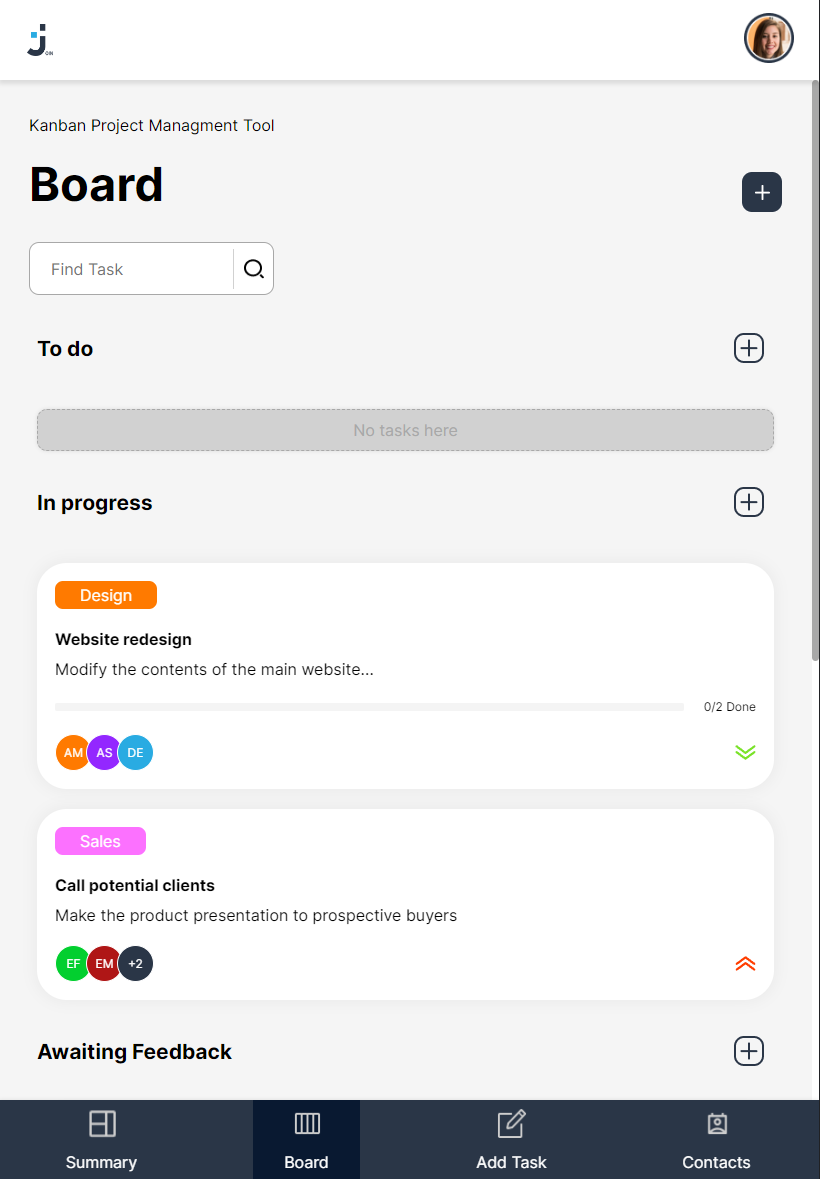 Join
Kanban Project Managment Tool
Board
Find Task
To do
No tasks here
In progress
Design
Website redesign
Modify the contents of the main website...
0/2 Done
AM AS DE
Sales
Call potential clients
Make the product presentation to prospective buyers
EF EM +2
Awaiting Feedback
Summary Board Add Task Contacts